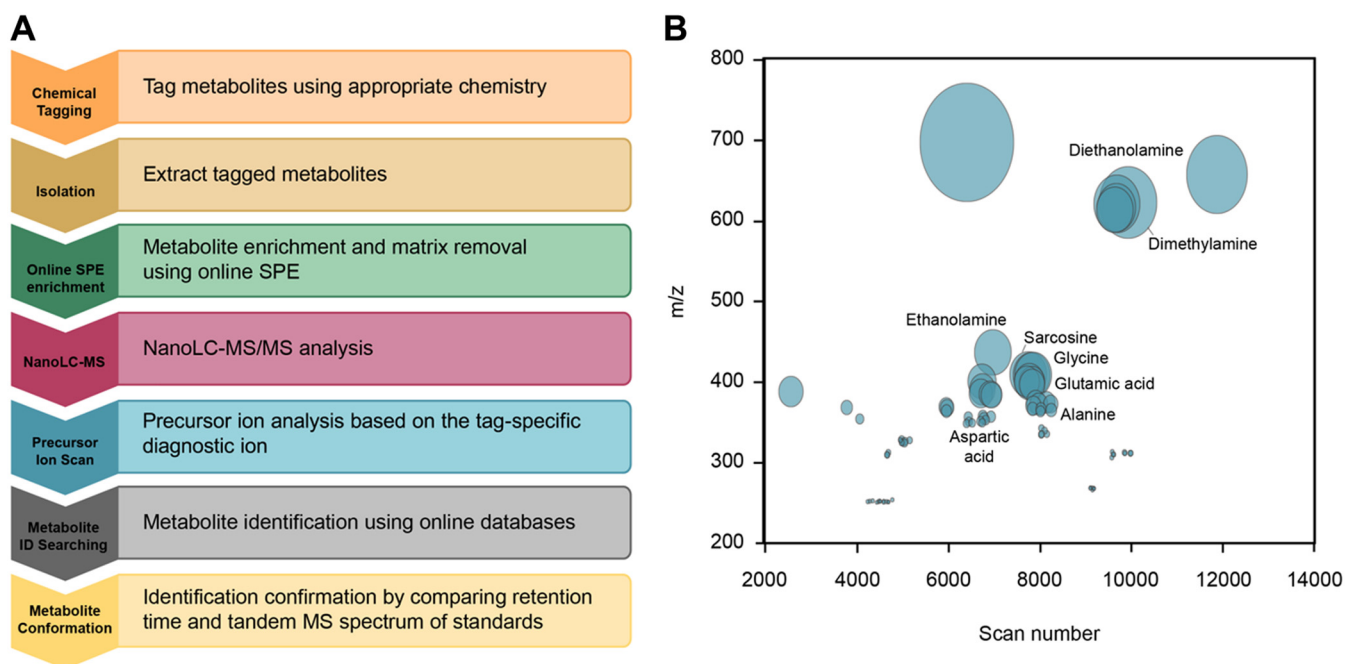 A
Chemical
Tagging
Tag metabolites using appropriate chemistry
Isolation
Extract tagged metabolites
Online SPE
enrichment
Metabolite enrichment and matrix removal
using online SPE
NanoLC-MS
NanoLC-MS/MS analysis
Precursor
Ion Scan
Precursor ion analysis based on the tag-specific
diagnostic ion
Metabolite
ID Searching
Metabolite identification using online databases
Metabolite
Conformation
Identification confirmation by comparing retention
time and tandem MS spectrum of standards
B
800
700
600
500
400
300
200
m/z
Diethanolamine
Dimethylamine
Ethanolamine
Sarcosine
Glycine
Glutamic acid
Alanine
Aspartic
acid
2000 4000 6000 8000 10000 12000 14000
Scan number